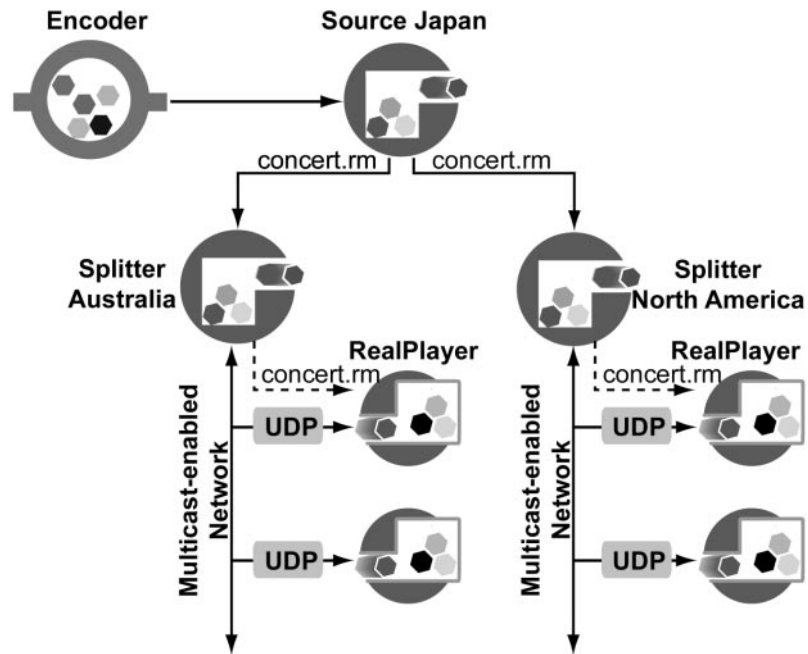 Encoder
Source Japan
concert.rm
concert.rm
Splitter
Australia
Splitter
North America
RealPlayer
RealPlayer
concert.rm
concert.rm
Multicast-enabled
Network
UDP
UDP
Multicast-enabled
Network
UDP
UDP